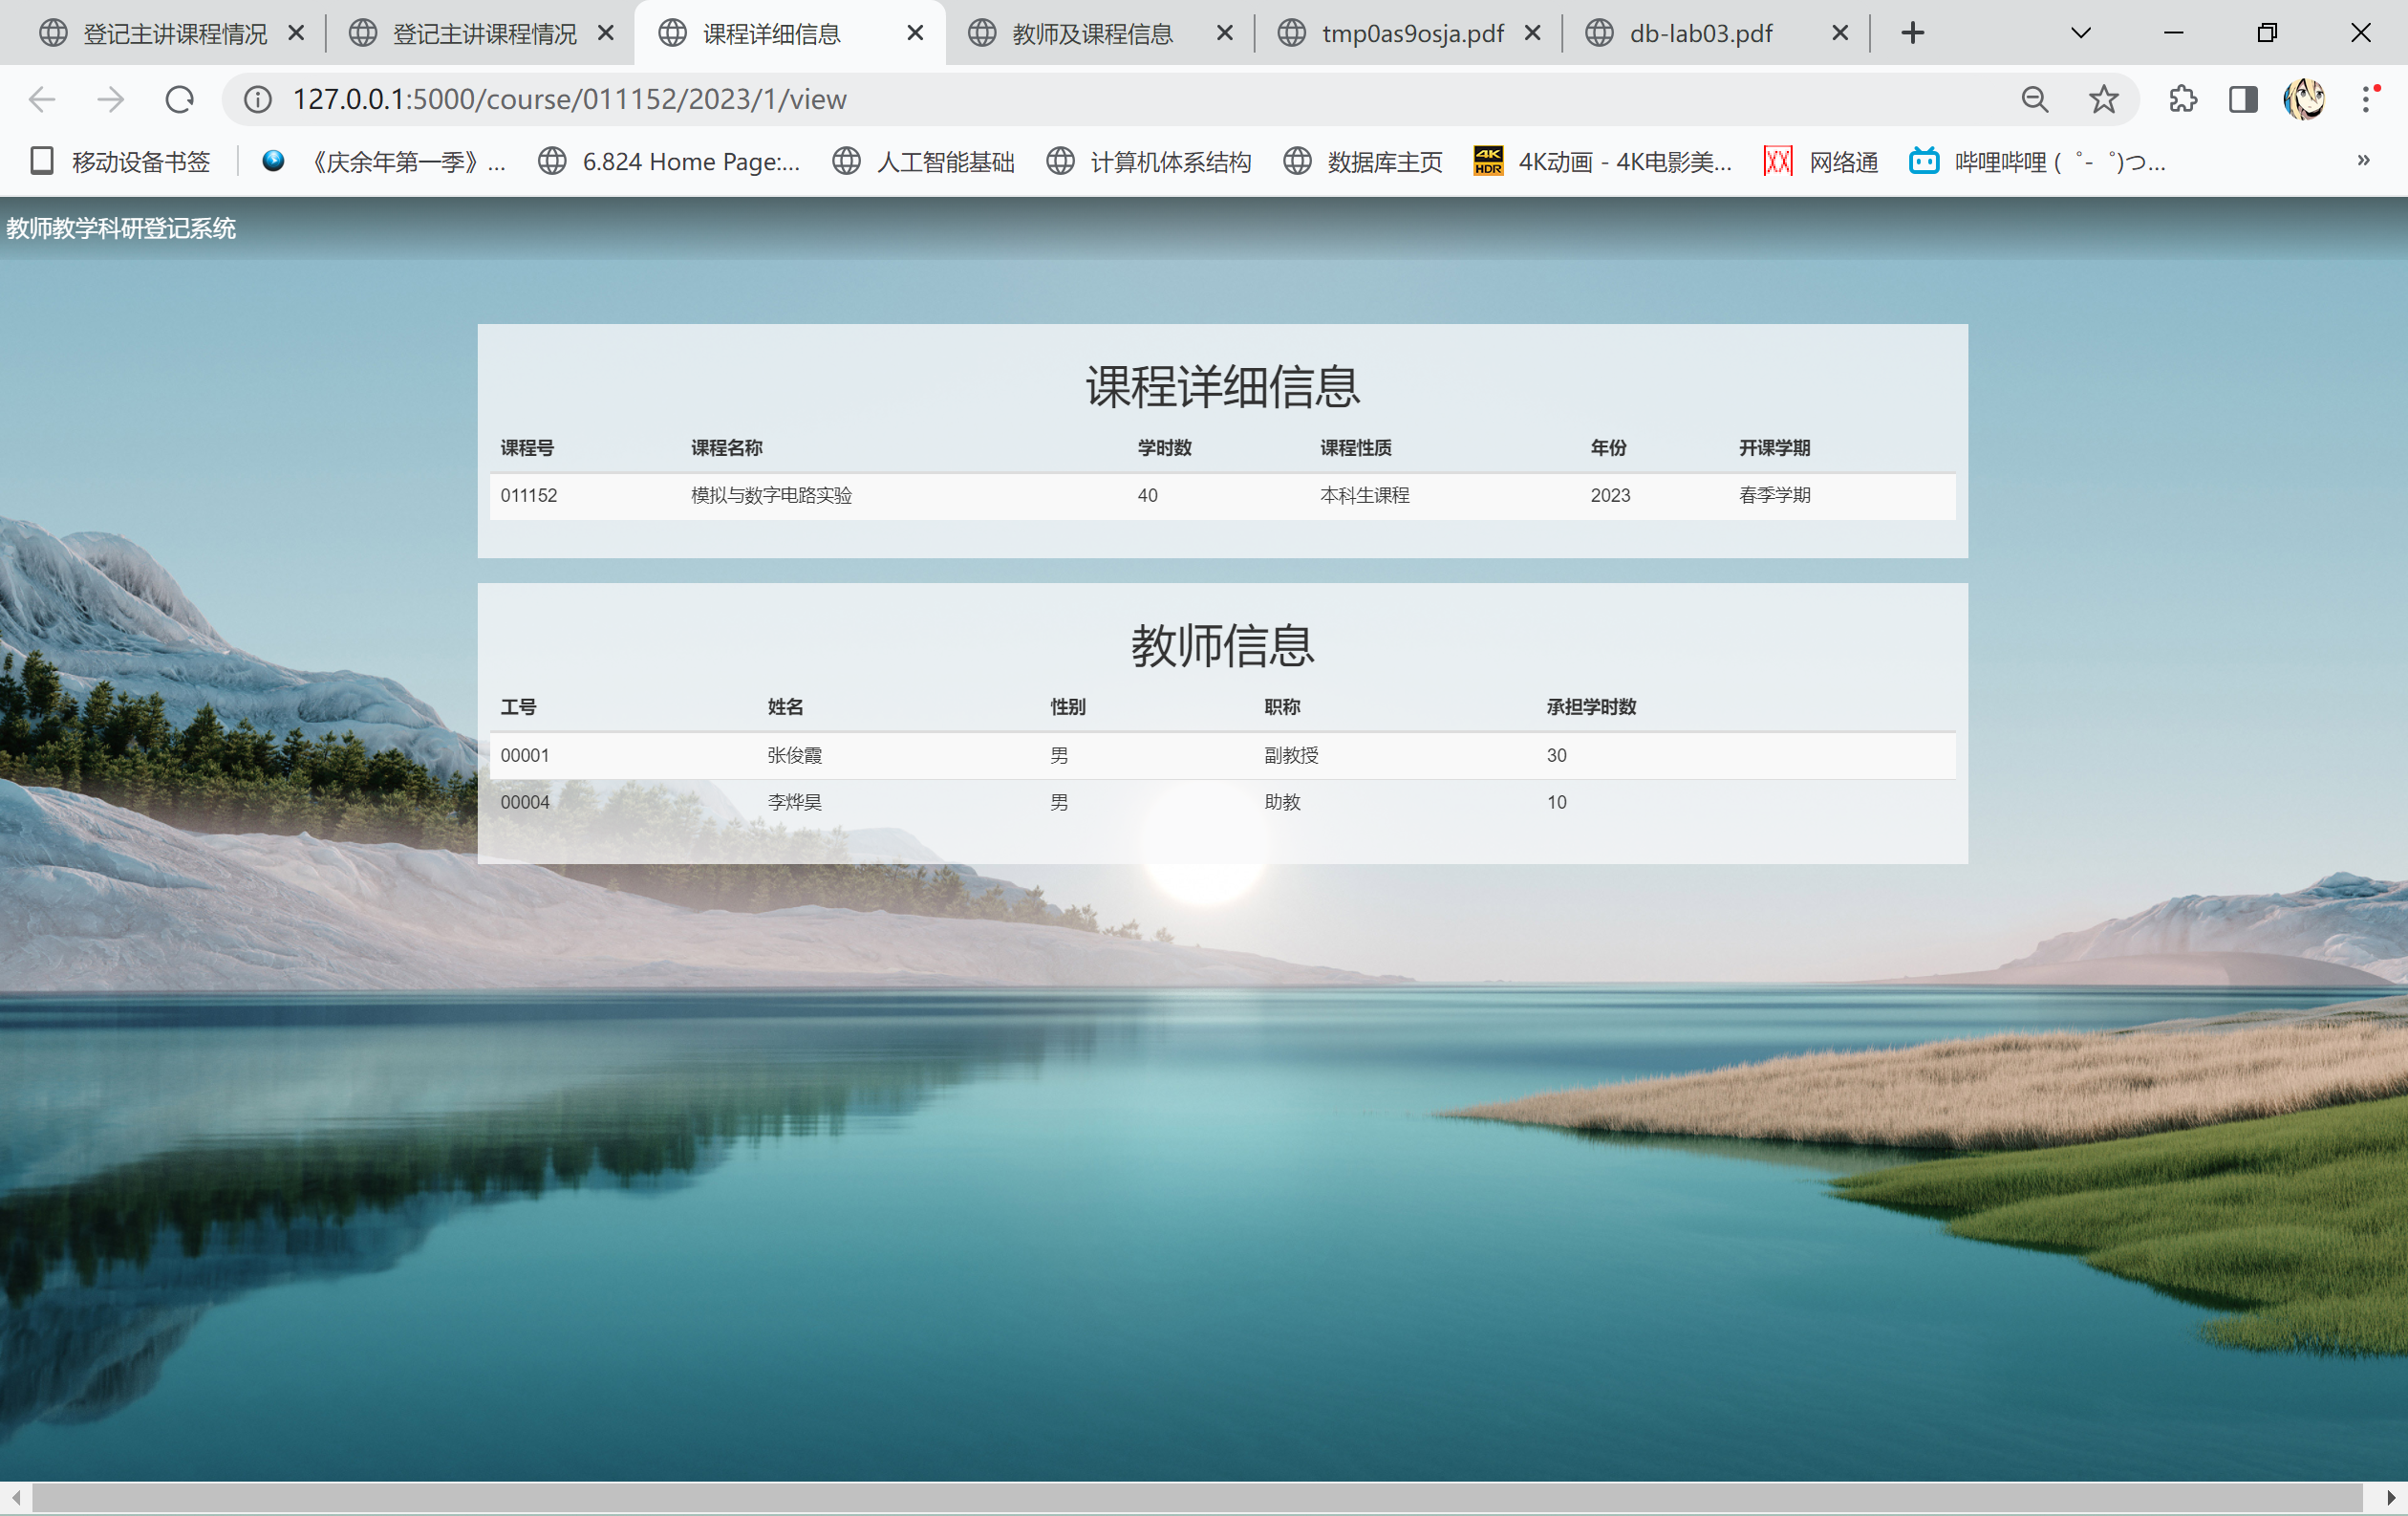 登记主讲课程情况 登记主讲课程情况 课程详细信息 教师及课程信息 tmp0as9osja.pdf db-lab03.pdf
127.0.0.1:5000/course/011152/2023/1/view
移动设备书签 《庆余年第一季》... 6.824 Home Page:... 人工智能基础 计算机体系结构 数据库主页 4K HDR 4K动画 - 4K电影美... 网络通 哔哩哔哩 (゜-゜)つ...
教师教学科研登记系统
课程详细信息
课程号 课程名称 学时数 课程性质 年份 开课学期
011152 模拟与数字电路实验 40 本科生课程 2023 春季学期
教师信息
工号 姓名 性别 职称 承担学时数
00001 张俊霞 男 副教授 30
00004 李烨昊 男 助教 10